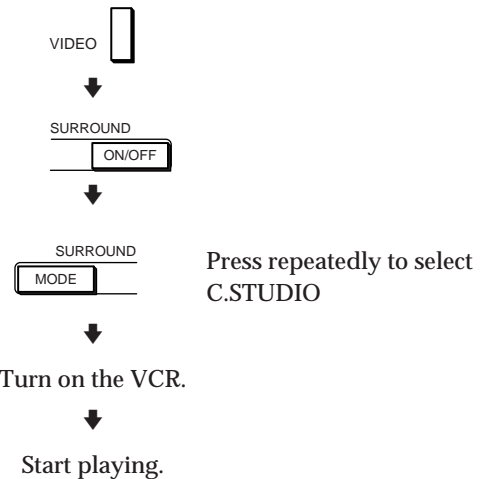 VIDEO
SURROUND
ON/OFF
SURROUND
MODE
Press repeatedly to select
C.STUDIO
Turn on the VCR.
Start playing.